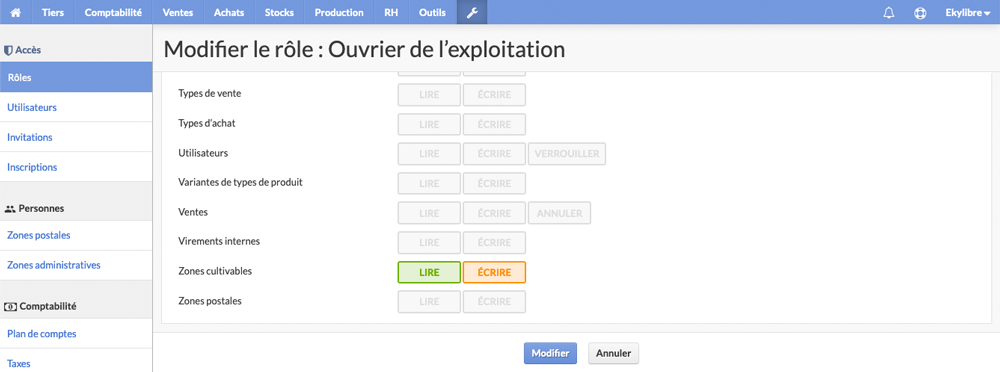 Tiers Comptabilité Ventes Achats Stocks Production RH Outils Ekylibre
Accès
Rôles
Utilisateurs
Invitations
Inscriptions
Personnes
Zones postales
Zones administratives
Comptabilité
Plan de comptes
Taxes
Modifier le rôle : Ouvrier de l’exploitation
Types de vente LIRE ÉCRIRE
Types d’achat LIRE ÉCRIRE
Utilisateurs LIRE ÉCRIRE VERROUILLER
Variantes de types de produit LIRE ÉCRIRE
Ventes LIRE ÉCRIRE ANNULER
Virements internes LIRE ÉCRIRE
Zones cultivables LIRE ÉCRIRE
Zones postales LIRE ÉCRIRE
Modifier Annuler